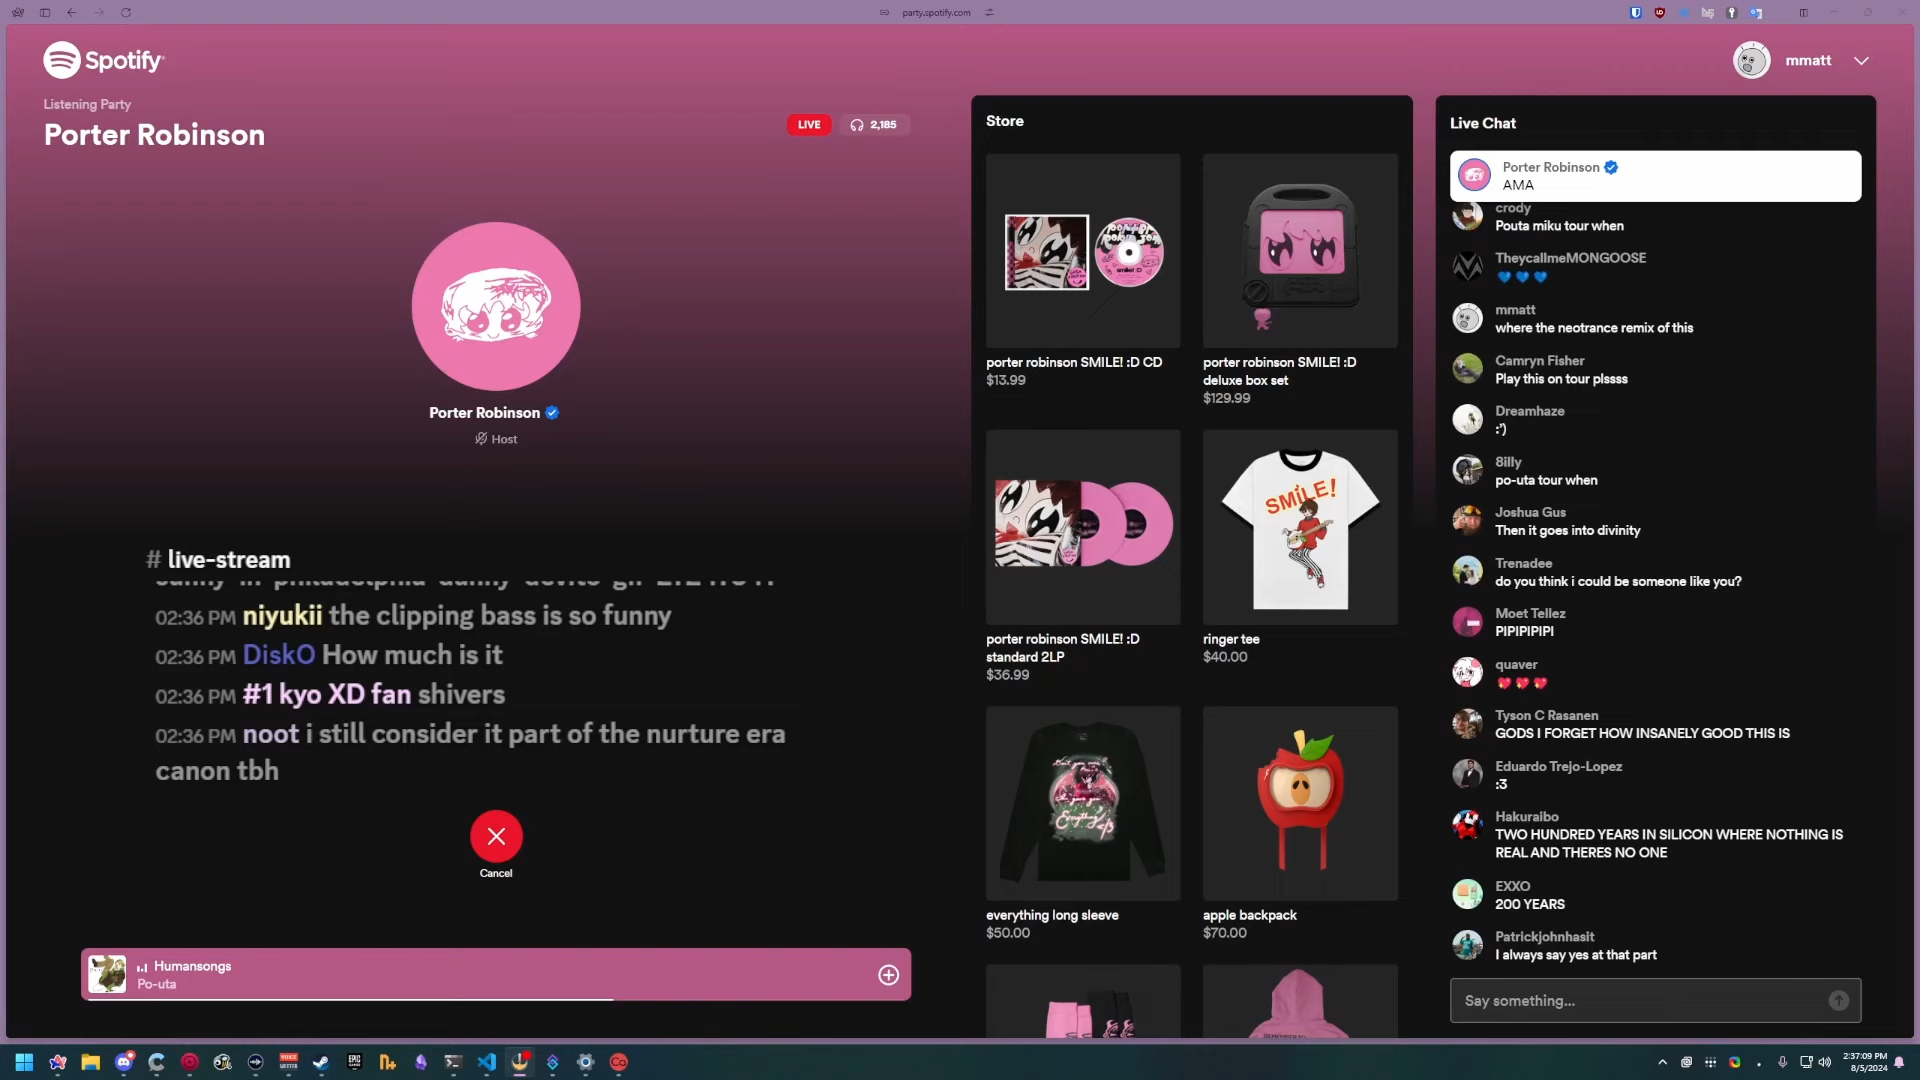 party.spotify.com
Spotify
mmatt
Listening Party
Porter Robinson
LIVE
2,185
Porter Robinson
Host
# live-stream
02:36 PM niyukii the clipping bass is so funny
02:36 PM DiskO How much is it
02:36 PM #1 kyo XD fan shivers
02:36 PM noot i still consider it part of the nurture era
canon tbh
Cancel
Humansongs
Po-uta
Store
porter robinson SMILE! :D CD
$13.99
porter robinson SMILE! :D
deluxe box set
$129.99
porter robinson SMILE! :D
standard 2LP
$36.99
SMiLE!
ringer tee
$40.00
everything long sleeve
$50.00
apple backpack
$70.00
Live Chat
Porter Robinson
AMA
crody
Pouta miku tour when
TheycallmeMONGOOSE
💙 💙 💙
mmatt
where the neotrance remix of this
Camryn Fisher
Play this on tour plssss
Dreamhaze
:')
8illy
po-uta tour when
Joshua Gus
Then it goes into divinity
Trenadee
do you think i could be someone like you?
Moet Tellez
PIPIPIPIPI
quaver
💖 💖 💖
Tyson C Rasanen
GODS I FORGET HOW INSANELY GOOD THIS IS
Eduardo Trejo-Lopez
:3
Hakuraibo
TWO HUNDRED YEARS IN SILICON WHERE NOTHING IS
REAL AND THERES NO ONE
EXXO
200 YEARS
Patrickjohnhasit
I always say yes at that part
Say something...
2:37:09 PM
8/5/2024